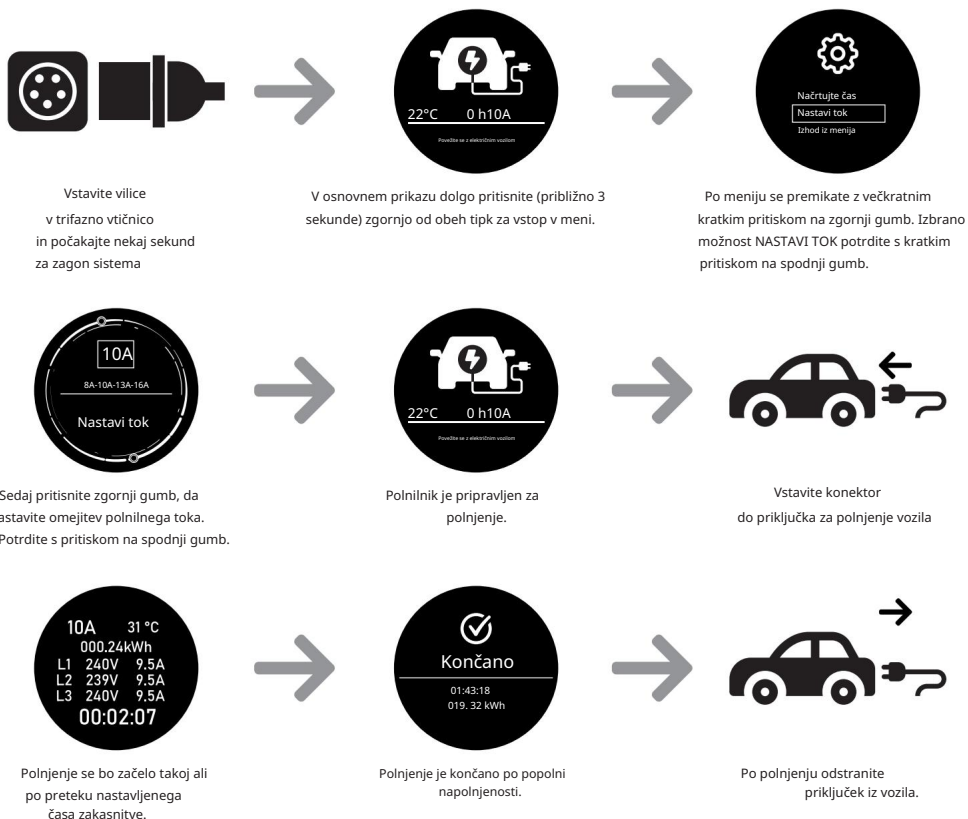 22°C 0 h10A
Povežite se z električnim vozilom
Načrtujte čas
Nastavi tok
Izhod iz menija
Vstavite vilice
v trifazno vtičnico
in počakajte nekaj sekund
za zagon sistema
V osnovnem prikazu dolgo pritisnite (približno 3
sekunde) zgornjo od obeh tipk za vstop v meni.
Po meniju se premikate z večkratnim
kratkim pritiskom na zgornji gumb. Izbrano
možnost NASTAVI TOK potrdite s kratkim
pritiskom na spodnji gumb.
10A
8A-10A-13A-16A
Nastavi tok
22°C 0 h10A
Povežite se z električnim vozilom
Sedaj pritisnite zgornji gumb, da
astavite omejitev polnilnega toka.
Potrdite s pritiskom na spodnji gumb.
Polnilnik je pripravljen za
polnjenje.
Vstavite konektor
do priključka za polnjenje vozila
10A 31 °C
000.24kWh
L1 240V 9.5A
L2 239V 9.5A
L3 240V 9.5A
00:02:07
Končano
01:43:18
019. 32 kWh
Polnjenje se bo začelo takoj ali
po preteku nastavljenega
časa zakasnitve.
Polnjenje je končano po popolni
napolnjenosti.
Po polnjenju odstranite
priključek iz vozila.